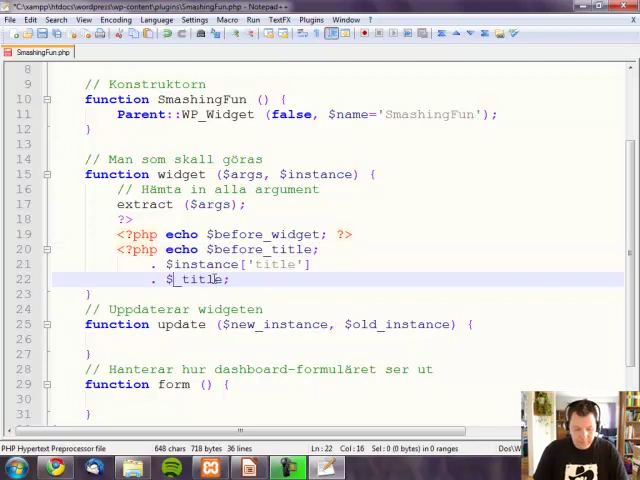 *C:\xampp\htdocs\wordpress\wp-content\plugins\SmashingFun.php - Notepad++
File Edit Search View Encoding Language Settings Macro Run TextFX Plugins Window ?
SmashingFun.php
8
9 // Konstruktorn
10 function SmashingFun () {
11 Parent::WP_Widget (false, $name='SmashingFun');
12 }
13
14 // Man som skall göras
15 function widget ($args, $instance) {
16 // Hämta in alla argument
17 extract ($args);
18 ?>
19 <?php echo $before_widget; ?>
20 <?php echo $before_title;
21 . $instance['title']
22 . $_title;
23 }
24 // Uppdaterar widgeten
25 function update ($new_instance, $old_instance) {
26
27 }
28 // Hanterar hur dashboard-formuläret ser ut
29 function form () {
30
31 }
PHP Hypertext Preprocessor file 648 chars 718 bytes 36 lines Ln : 22 Col : 16 Sel : 0 (0 bytes) in 0 ranges Dos\W